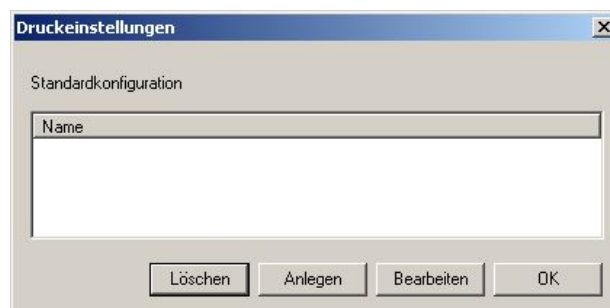 Druckeinstellungen
Standardkonfiguration
Name
Löschen Anlegen Bearbeiten OK